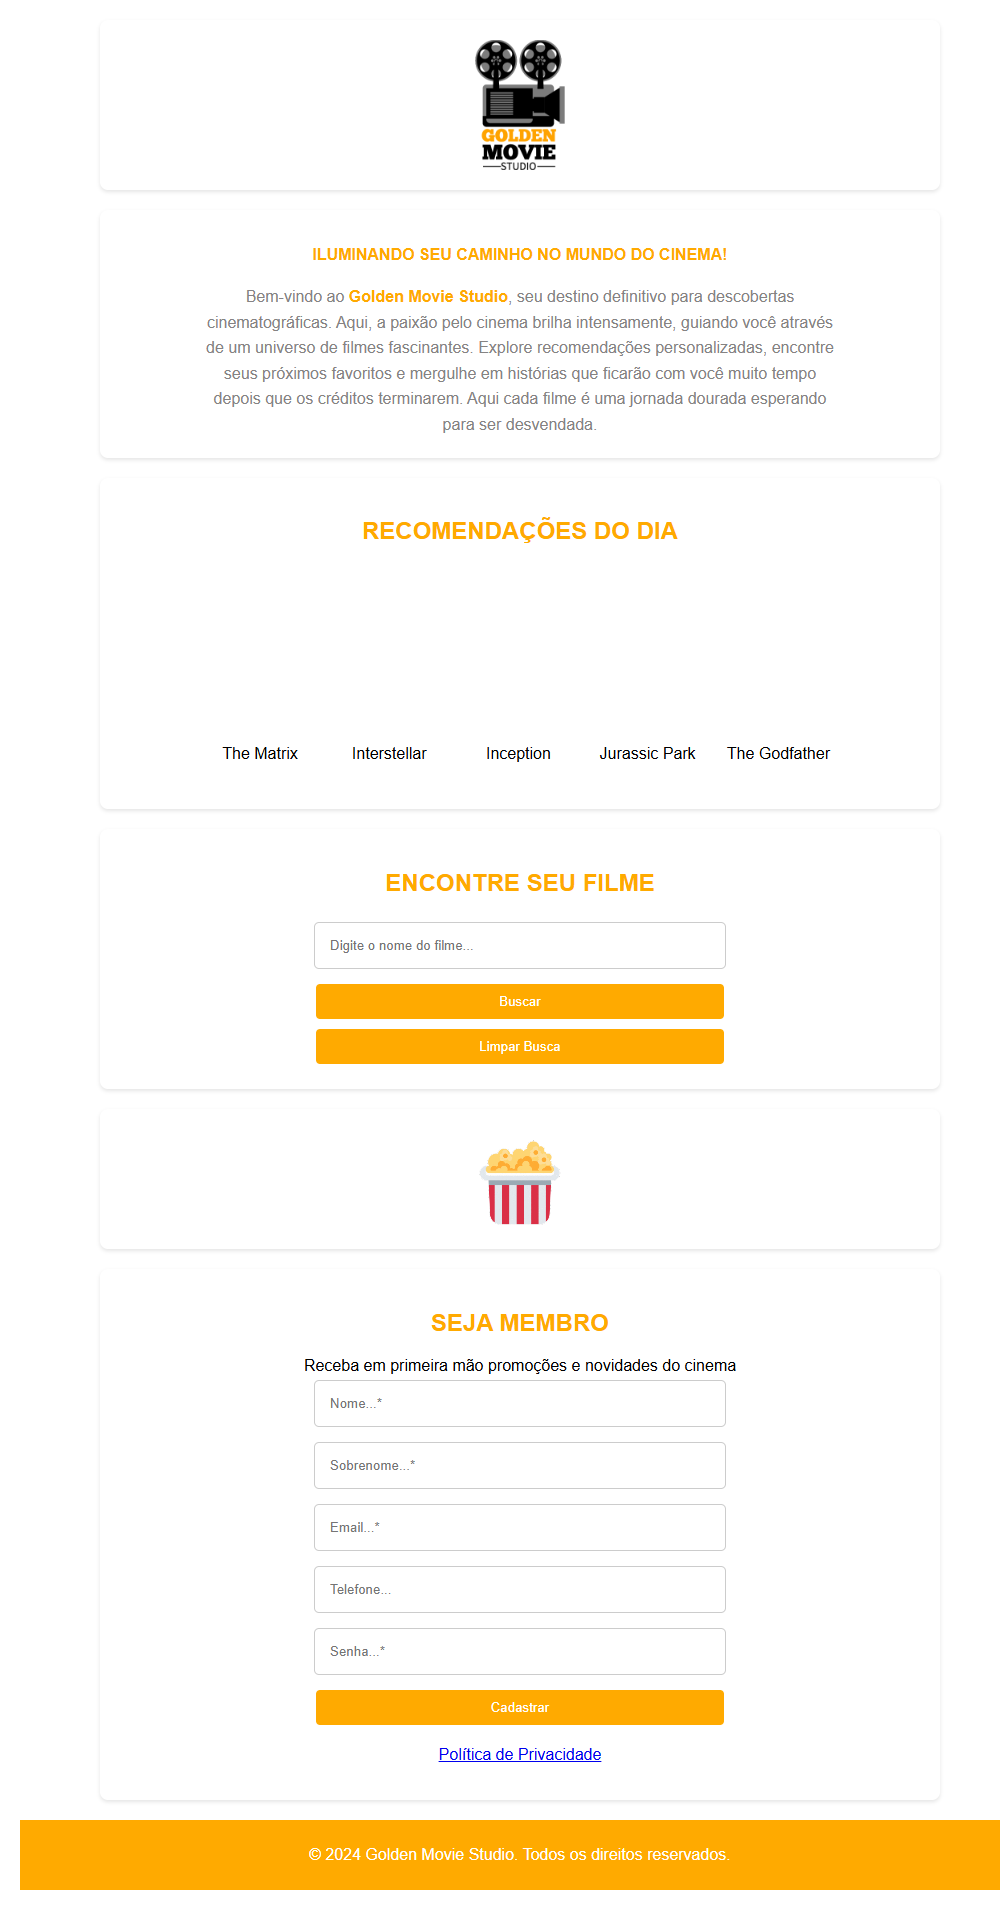 GOLDEN
MOVIE
STUDIO
ILUMINANDO SEU CAMINHO NO MUNDO DO CINEMA!
Bem-vindo ao Golden Movie Studio, seu destino definitivo para descobertas
cinematográficas. Aqui, a paixão pelo cinema brilha intensamente, guiando você através
de um universo de filmes fascinantes. Explore recomendações personalizadas, encontre
seus próximos favoritos e mergulhe em histórias que ficarão com você muito tempo
depois que os créditos terminarem. Aqui cada filme é uma jornada dourada esperando
para ser desvendada.
RECOMENDAÇÕES DO DIA
The Matrix Interstellar Inception Jurassic Park The Godfather
ENCONTRE SEU FILME
Digite o nome do filme...
Buscar
Limpar Busca
SEJA MEMBRO
Receba em primeira mão promoções e novidades do cinema
Nome...*
Sobrenome...*
Email...*
Telefone...
Senha...*
Cadastrar
Política de Privacidade
© 2024 Golden Movie Studio. Todos os direitos reservados.